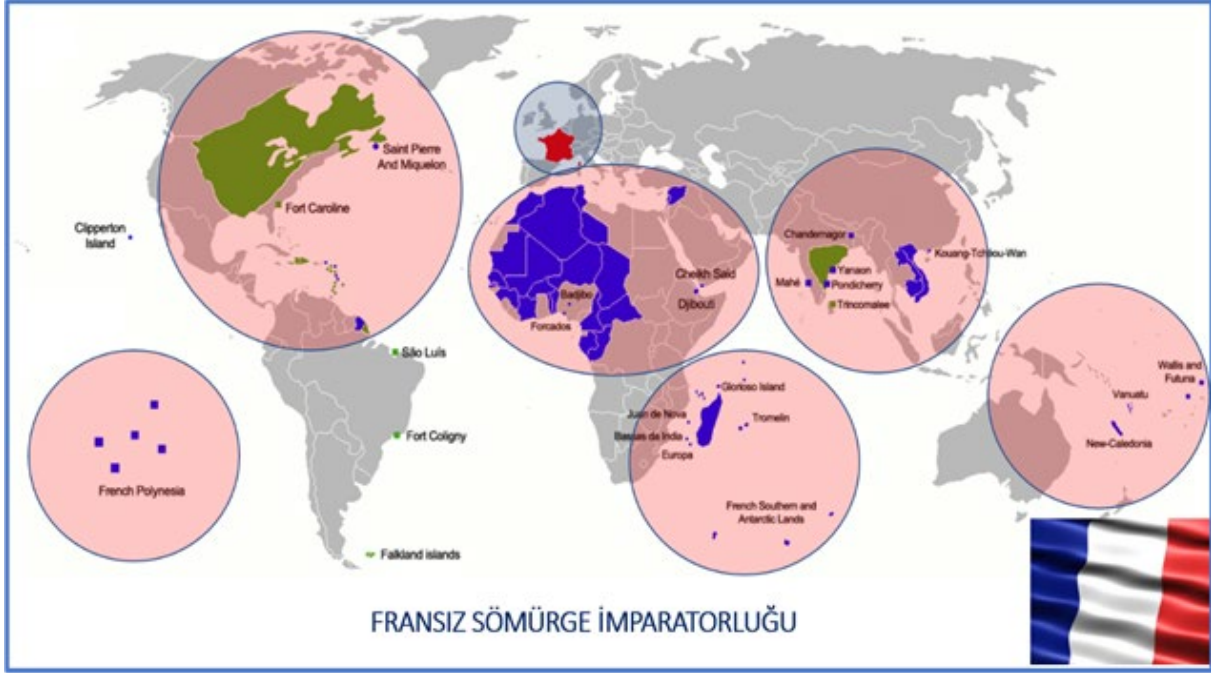 Saint Pierre
And Miquelon
Fort Caroline
Clipperton
Island
Chandernagor
Kouang-Tchéou-Wan
Yanaon
Mahé
Pondicherry
Trincomalee
Cheikh Saïd
Djibouti
Badjibo
Forcados
São Luís
Fort Coligny
Falkland islands
French Polynesia
Glorioso Island
Juan de Nova
Tromelin
Bassas da India
Europa
French Southern and
Antarctic Lands
Wallis and
Futuna
Vanuatu
New-Caledonia
FRANSIZ SÖMÜRGE İMPARATORLUĞU